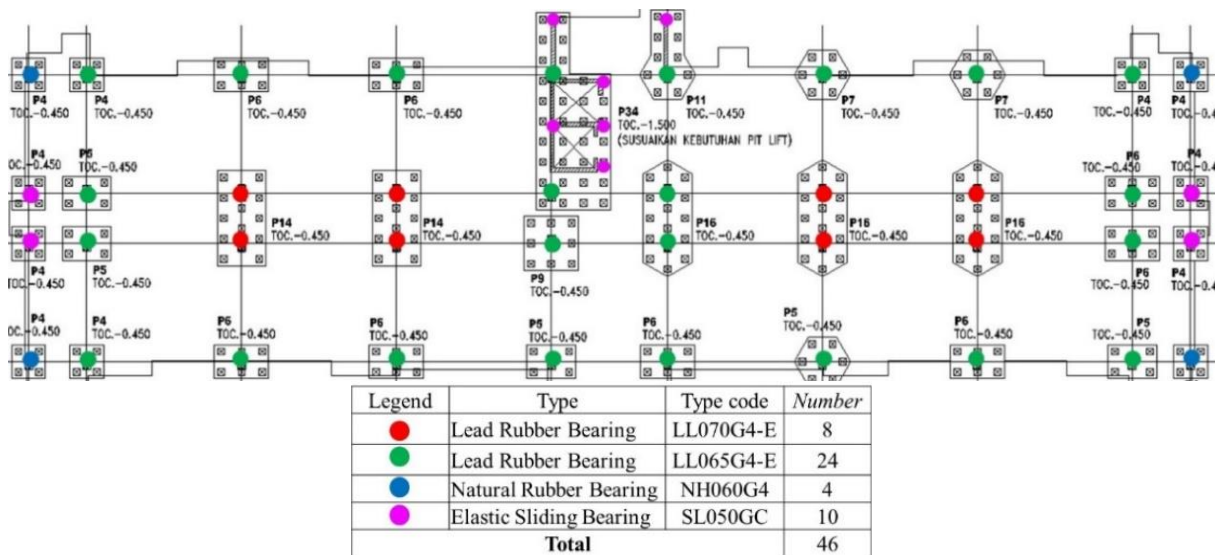 P4
TOC.-0.450
P4
TOC.-0.450
P6
TOC.-0.450
P6
TOC.-0.450
P34
TOC.-1.500
(SUSUAIKAN KEBUTUHAN PIT LIFT)
P11
TOC.-0.450
P7
TOC.-0.450
P7
TOC.-0.450
P4
TOC.-0.450
P4
P4
P5
TOC.-0.450
P6
TOC.-0.450
P4
P14
TOC.-0.450
P14
TOC.-0.450
P16
TOC.-0.450
P16
TOC.-0.450
P16
TOC.-0.450
P4
P5
TOC.-0.450
P9
TOC.-0.450
P6
TOC.-0.450
P4
P4
P4
TOC.-0.450
P6
TOC.-0.450
P6
TOC.-0.450
P5
TOC.-0.450
P6
TOC.-0.450
P5
TOC.-0.450
P6
TOC.-0.450
P5
TOC.-0.450
P4
Legend Type Type code Number
Lead Rubber Bearing LL070G4-E 8
Lead Rubber Bearing LL065G4-E 24
Natural Rubber Bearing NH060G4 4
Elastic Sliding Bearing SL050GC 10
Total 46